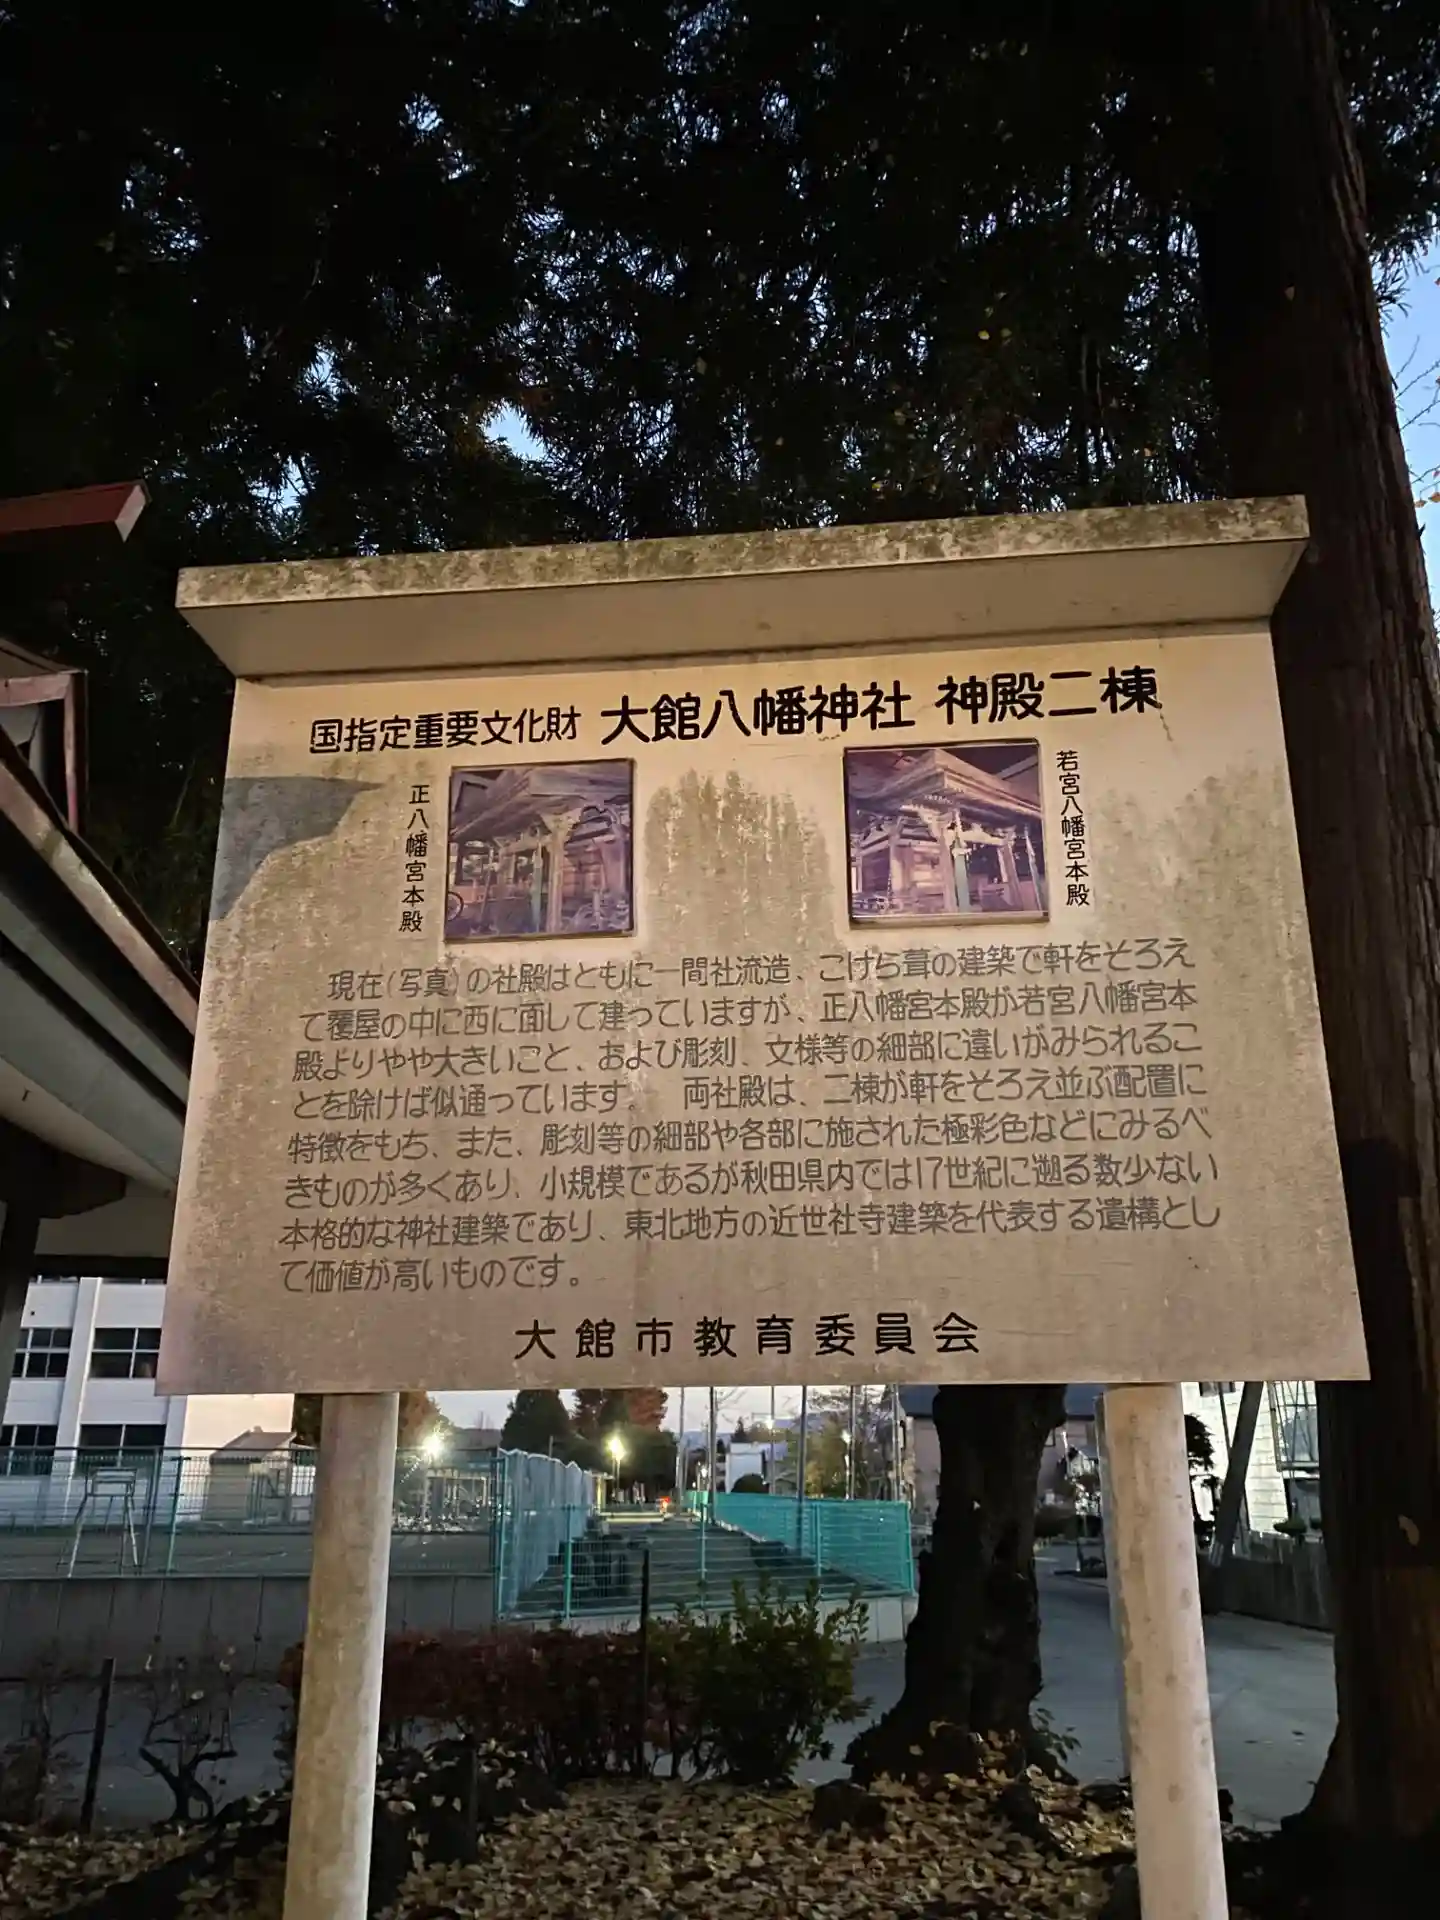 国指定重要文化財 大館八幡神社 神殿二棟
正八幡宮本殿
若宮八幡宮本殿
現在(写真)の社殿はともに一間社流造、こけら葺の建築で軒をそろえ
て覆屋の中に西に面して建っていますが、正八幡宮本殿が若宮八幡宮本
殿よりやや大きいこと、および彫刻、文様等の細部に違いがみられるこ
とを除けば似通っています。 両社殿は、二棟が軒をそろえ並ぶ配置に
特徴をもち、また、彫刻等の細部や各部に施された極彩色などにみるべ
きものが多くあり、小規模であるが秋田県内では17世紀に遡る数少ない
本格的な神社建築であり、東北地方の近世社寺建築を代表する遺構とし
て価値が高いものです。
大館市教育委員会